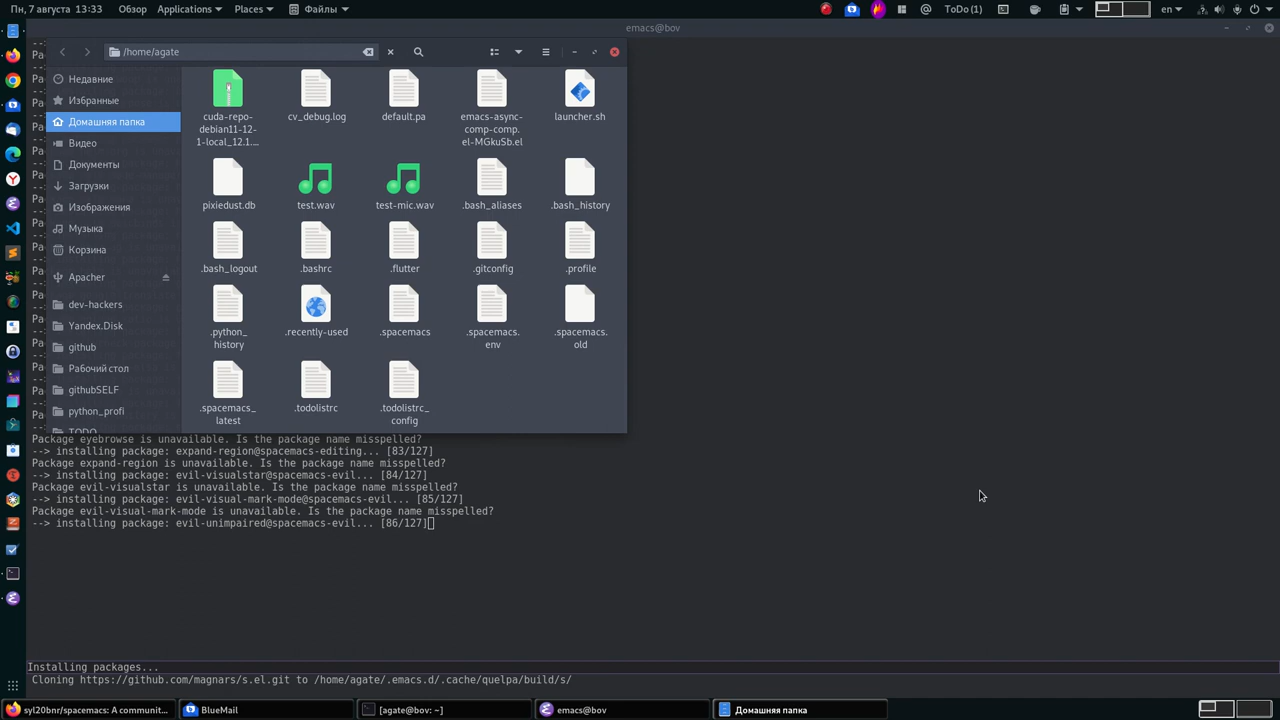 Пн, 7 августа 13:33
Обзор
Applications
Places
Файлы
ToDo (1)
en
emacs@bov
/home/agate
Недавние
Избранные
Домашняя папка
Видео
Документы
Загрузки
Изображения
Музыка
Корзина
Apacher
dev-hackers
Yandex.Disk
github
Рабочий стол
githubSELF
python_profi
TODO
cuda-repo-
debian11-12-
1-local_12.1....
cv_debug.log
default.pa
emacs-async-
comp-comp.
el-MGkuSb.el
launcher.sh
pixiedust.db
test.wav
test-mic.wav
.bash_aliases
.bash_history
.bash_logout
.bashrc
.flutter
.gitconfig
.profile
.python_
history
.recently-used
.spacemacs
.spacemacs.
env
.spacemacs.
old
.spacemacs_
latest
.todolistrc
.todolistrc_
config
Package eyebrowse is unavailable. Is the package name misspelled?
--> installing package: expand-region@spacemacs-editing... [83/127]
Package expand-region is unavailable. Is the package name misspelled?
--> installing package: evil-visualstar@spacemacs-evil... [84/127]
Package evil-visualstar is unavailable. Is the package name misspelled?
--> installing package: evil-visual-mark-mode@spacemacs-evil... [85/127]
Package evil-visual-mark-mode is unavailable. Is the package name misspelled?
--> installing package: evil-unimpaired@spacemacs-evil... [86/127]
Installing packages...
Cloning https://github.com/magnars/s.el.git to /home/agate/.emacs.d/.cache/quelpa/build/s/
syl20bnr/spacemacs: A communit...
BlueMail
[agate@bov: ~]
emacs@bov
Домашняя папка